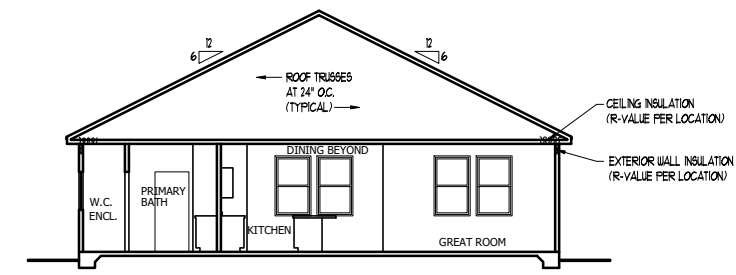 12
6
12
6
ROOF TRUSSES
AT 24" O.C.
(TYPICAL)
CEILING INSULATION
(R-VALUE PER LOCATION)
DINING BEYOND
EXTERIOR WALL INSULATION
(R-VALUE PER LOCATION)
W.C.
ENCL.
PRIMARY
BATH
KITCHEN
GREAT ROOM